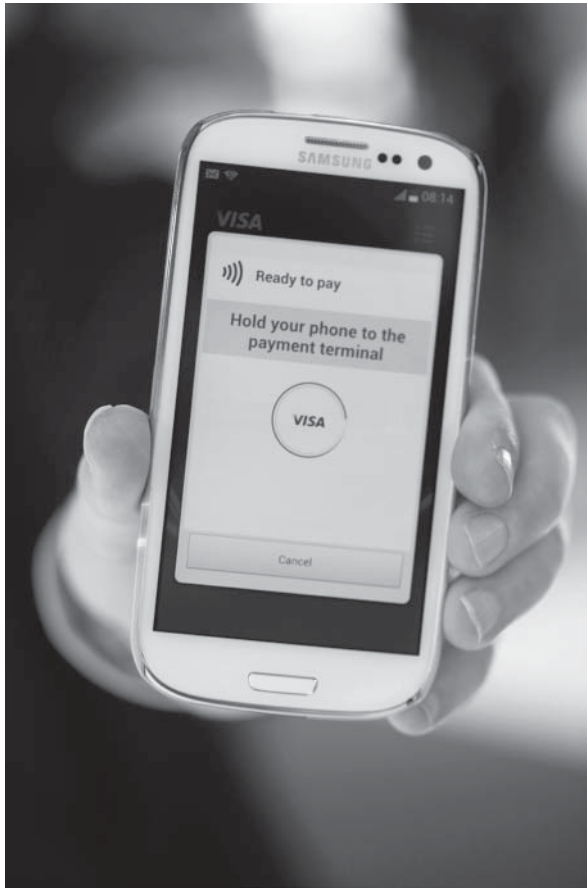 SAMSUNG
08:14
VISA
Ready to pay
Hold your phone to the
payment terminal
VISA
Cancel